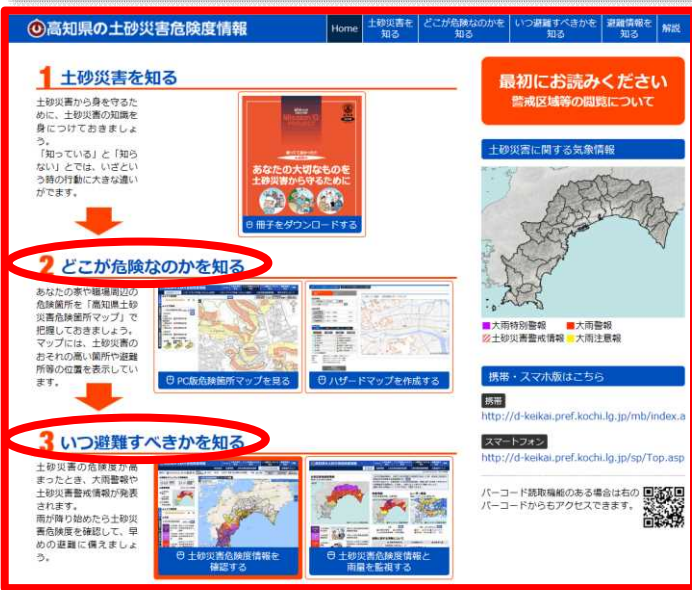 高知県の土砂災害危険度情報
Home
土砂災害を
知る
どこが危険なのかを
知る
いつ避難すべきかを
知る
避難情報を
知る
解説
1 土砂災害を知る
土砂災害から身を守るた
めに、土砂災害の知識を
身につけておきましょ
う。
「知っている」と「知ら
ない」とでは、いざとい
う時の行動に大きな違い
がでます。
あなたの大切なものを
土砂災害から守るために
冊子をダウンロードする
2 どこが危険なのかを知る
あなたの家や職場周辺の
危険箇所を「高知県土砂
災害危険箇所マップ」で
把握しておきましょう。
マップには、土砂災害の
おそれの高い箇所や避難
所等の位置を表示してい
ます。
PC版危険箇所マップを見る
ハザードマップを作成する
3 いつ避難すべきかを知る
土砂災害の危険度が高
まったとき、大雨警報や
土砂災害警戒情報が発表
されます。
雨が降り始めたら土砂災
害危険度を確認して、早
めの避難に備えましょ
う。
土砂災害危険度情報を
確認する
土砂災害危険度情報と
雨量を監視する
最初にお読みください
警戒区域等の閲覧について
土砂災害に関する気象情報
大雨特別警報
大雨警報
土砂災害警戒情報
大雨注意報
携帯・スマホ版はこちら
携帯
http://d-keikai.pref.kochi.lg.jp/mb/index.a
スマートフォン
http://d-keikai.pref.kochi.lg.jp/sp/Top.asp
バーコード読取機能のある場合は右の
バーコードからもアクセスできます。